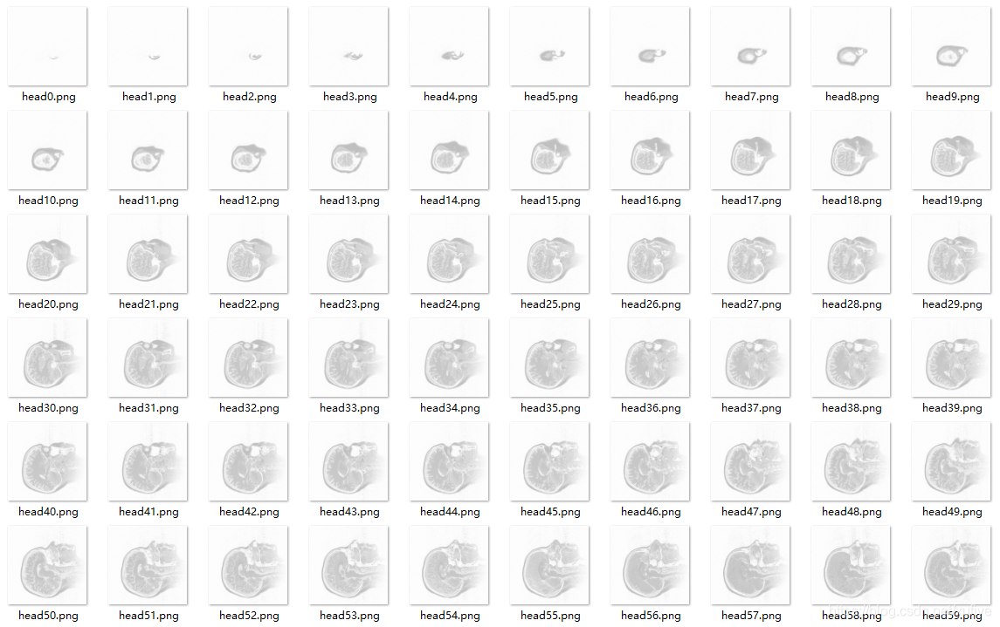 head0.png head1.png head2.png head3.png head4.png head5.png head6.png head7.png head8.png head9.png
head10.png head11.png head12.png head13.png head14.png head15.png head16.png head17.png head18.png head19.png
head20.png head21.png head22.png head23.png head24.png head25.png head26.png head27.png head28.png head29.png
head30.png head31.png head32.png head33.png head34.png head35.png head36.png head37.png head38.png head39.png
head40.png head41.png head42.png head43.png head44.png head45.png head46.png head47.png head48.png head49.png
head50.png head51.png head52.png head53.png head54.png head55.png head56.png head57.png head58.png head59.png